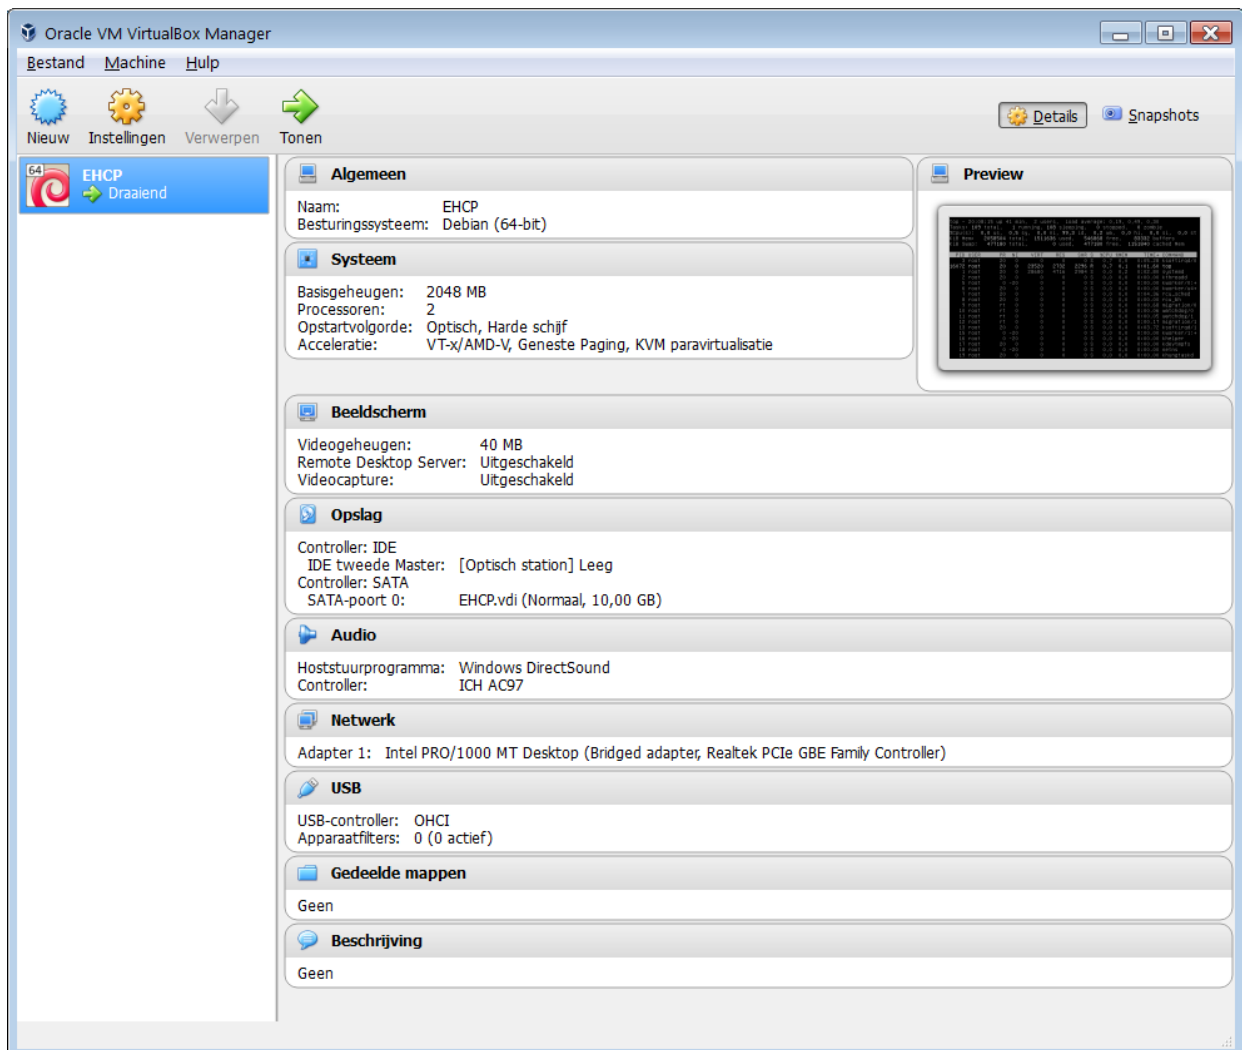 Oracle VM VirtualBox Manager
Bestand Machine Hulp
Nieuw Instellingen Verwerpen Tonen
Details Snapshots
64
EHCP
Draaiend
Algemeen
Naam: EHCP
Besturingssysteem: Debian (64-bit)
Preview
Systeem
Basisgeheugen: 2048 MB
Processoren: 2
Opstartvolgorde: Optisch, Harde schijf
Acceleratie: VT-x/AMD-V, Geneste Paging, KVM paravirtualisatie
Beeldscherm
Videogeheugen: 40 MB
Remote Desktop Server: Uitgeschakeld
Videocapture: Uitgeschakeld
Opslag
Controller: IDE
IDE tweede Master: [Optisch station] Leeg
Controller: SATA
SATA-poort 0: EHCP.vdi (Normaal, 10,00 GB)
Audio
Hoststuurprogramma: Windows DirectSound
Controller: ICH AC97
Netwerk
Adapter 1: Intel PRO/1000 MT Desktop (Bridged adapter, Realtek PCIe GBE Family Controller)
USB
USB-controller: OHCI
Apparaatfilters: 0 (0 actief)
Gedeelde mappen
Geen
Beschrijving
Geen